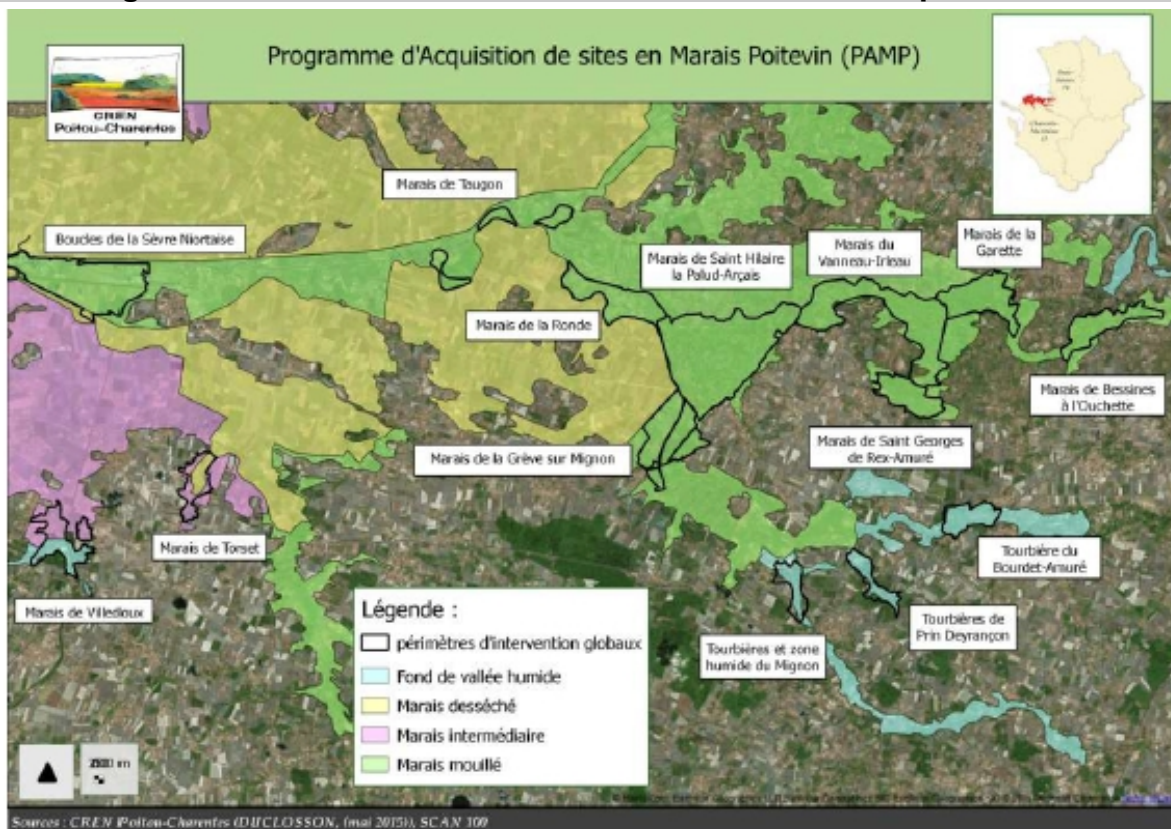 Programme d'Acquisition de sites en Marais Poitevin (PAMP)
CREN
Poitou-Charentes
Marais de Taugon
Boucles de la Sèvre Niortaise
Marais de Saint Hilaire
la Palud-Arçais
Marais du
Vanneau-Irleau
Marais de la
Garette
Marais de la Ronde
Marais de Bessines
à l'Ouchette
Marais de la Grève sur Mignon
Marais de Saint Georges
de Rex-Amuré
Marais de Torset
Tourbière du
Bourdet-Amuré
Marais de Villedoux
Tourbières de
Prin Deyrançon
Tourbières et zone
humide du Mignon
Légende :
périmètres d'intervention globaux
Fond de vallée humide
Marais desséché
Marais intermédiaire
Marais mouillé
Sources : CREN Poitou-Charentes (DUCLOSSON, (mai 2015)), SCAN 100